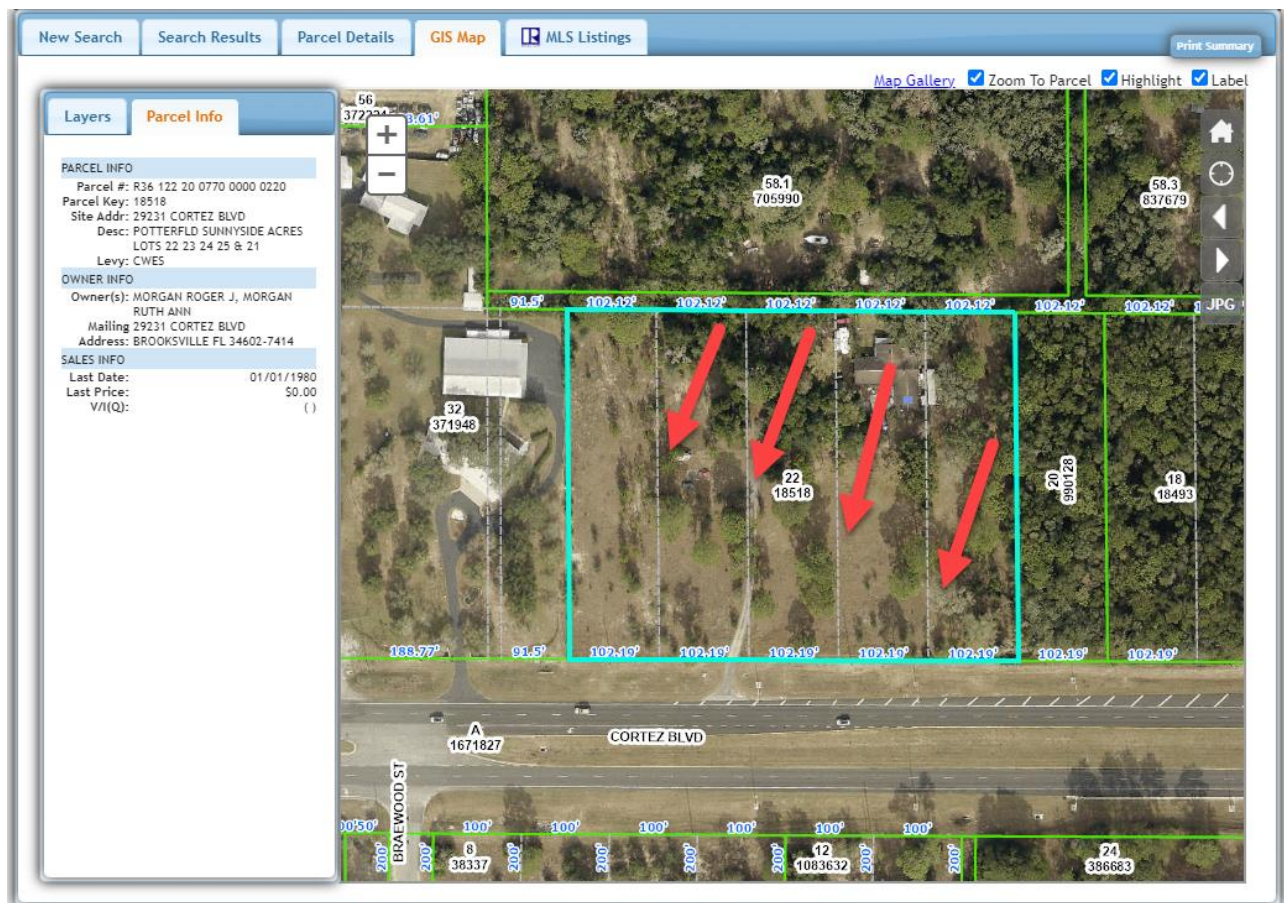 New Search Search Results Parcel Details GIS Map MLS Listings
Print Summary
Map Gallery Zoom To Parcel Highlight Label
Layers Parcel Info
PARCEL INFO
Parcel #: R36 122 20 0770 0000 0220
Parcel Key: 18518
Site Addr: 29231 CORTEZ BLVD
Desc: POTTERFLD SUNNYSIDE ACRES
LOTS 22 23 24 25 & 21
Levy: CWES
OWNER INFO
Owner(s): MORGAN ROGER J, MORGAN
RUTH ANN
Mailing 29231 CORTEZ BLVD
Address: BROOKSVILLE FL 34602-7414
SALES INFO
Last Date: 01/01/1980
Last Price: $0.00
V/I(Q): ( )
56
+
−
58.1
705990
58.3
837679
JPG
91.5' 102.12' 102.12' 102.12' 102.12' 102.12' 102.12' 102.12'
32
371948
22
18518
20
990128
18
18493
188.77' 91.5' 102.19' 102.19' 102.19' 102.19' 102.19' 102.19' 102.19'
A
1671827
CORTEZ BLVD
BRAEWOOD ST
50' 100' 100' 100' 100' 100' 100'
200' 200' 200' 200' 200' 200' 200' 200'
8
38337
12
1083632
24
386683